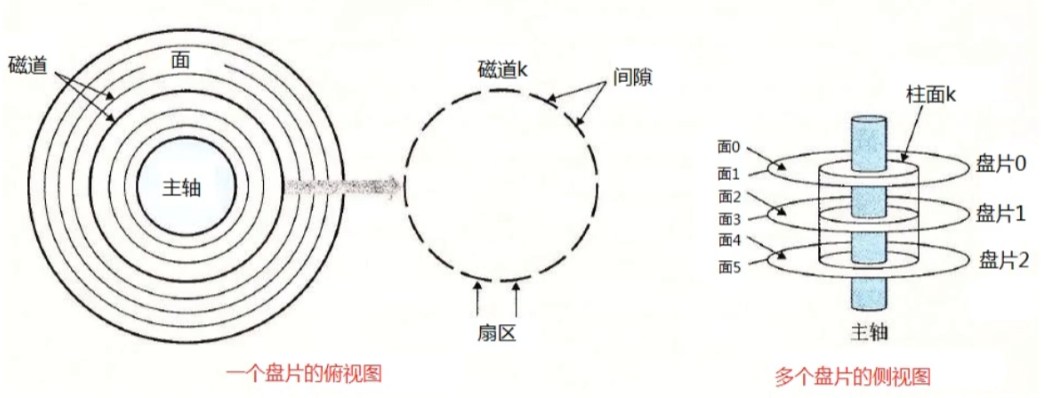 磁道
面
主轴
磁道k
间隙
扇区
一个盘片的俯视图
柱面k
面0
面1
面2
面3
面4
面5
盘片0
盘片1
盘片2
主轴
多个盘片的侧视图